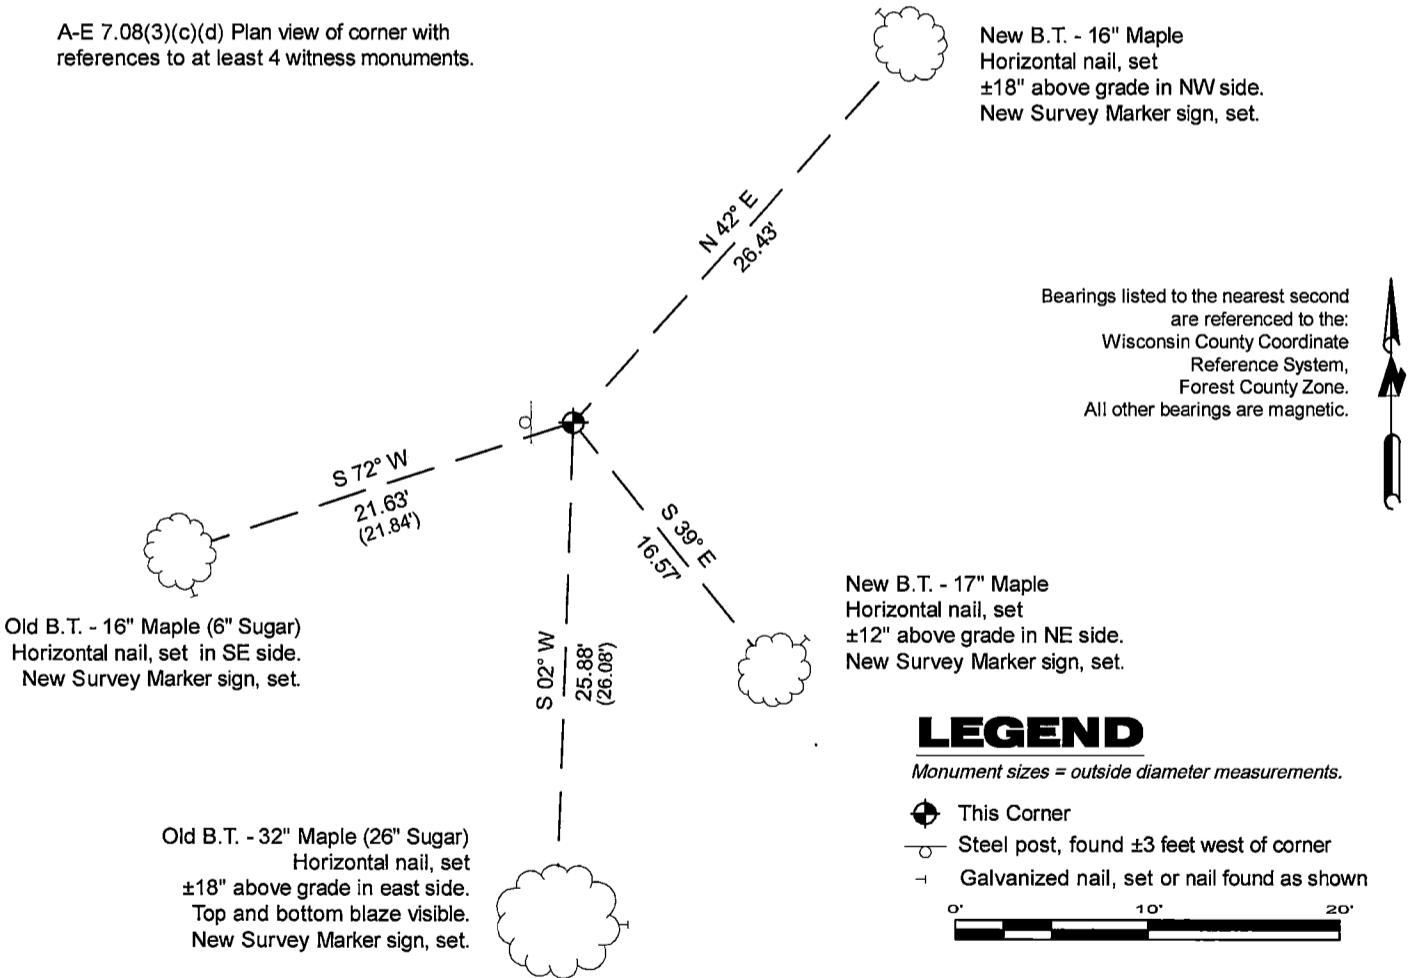 A-E 7.08(3)(c)(d) Plan view of corner with
references to at least 4 witness monuments.
New B.T. - 16" Maple
Horizontal nail, set
±18" above grade in NW side.
New Survey Marker sign, set.
N 42° E
26.43'
Bearings listed to the nearest second
are referenced to the:
Wisconsin County Coordinate
Reference System,
Forest County Zone.
All other bearings are magnetic.
N
S 72° W
21.63'
(21.84')
S 39° E
16.57'
Old B.T. - 16" Maple (6" Sugar)
Horizontal nail, set in SE side.
New Survey Marker sign, set.
S 02° W
25.88'
(26.08')
New B.T. - 17" Maple
Horizontal nail, set
±12" above grade in NE side.
New Survey Marker sign, set.
Old B.T. - 32" Maple (26" Sugar)
Horizontal nail, set
±18" above grade in east side.
Top and bottom blaze visible.
New Survey Marker sign, set.
LEGEND
Monument sizes = outside diameter measurements.
This Corner
Steel post, found ±3 feet west of corner
Galvanized nail, set or nail found as shown
0' 10' 20'